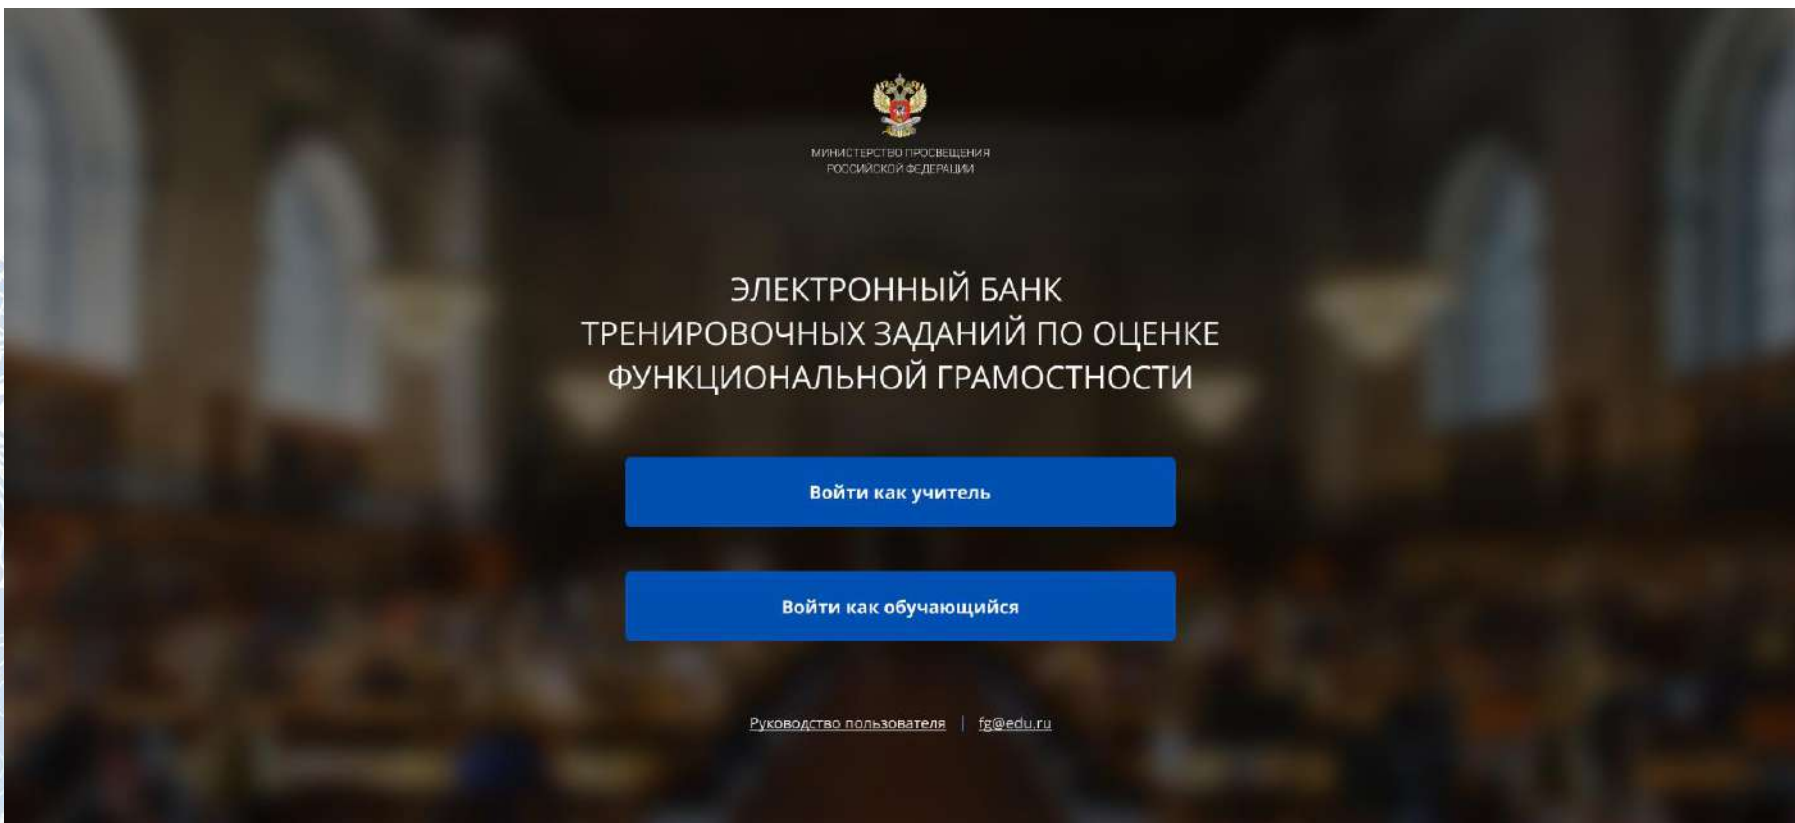 МИНИСТЕРСТВО ПРОСВЕЩЕНИЯ
РОССИЙСКОЙ ФЕДЕРАЦИИ
ЭЛЕКТРОННЫЙ БАНК
ТРЕНИРОВОЧНЫХ ЗАДАНИЙ ПО ОЦЕНКЕ
ФУНКЦИОНАЛЬНОЙ ГРАМОСТНОСТИ
Войти как учитель
Войти как обучающийся
Руководство пользователя | fg@edu.ru